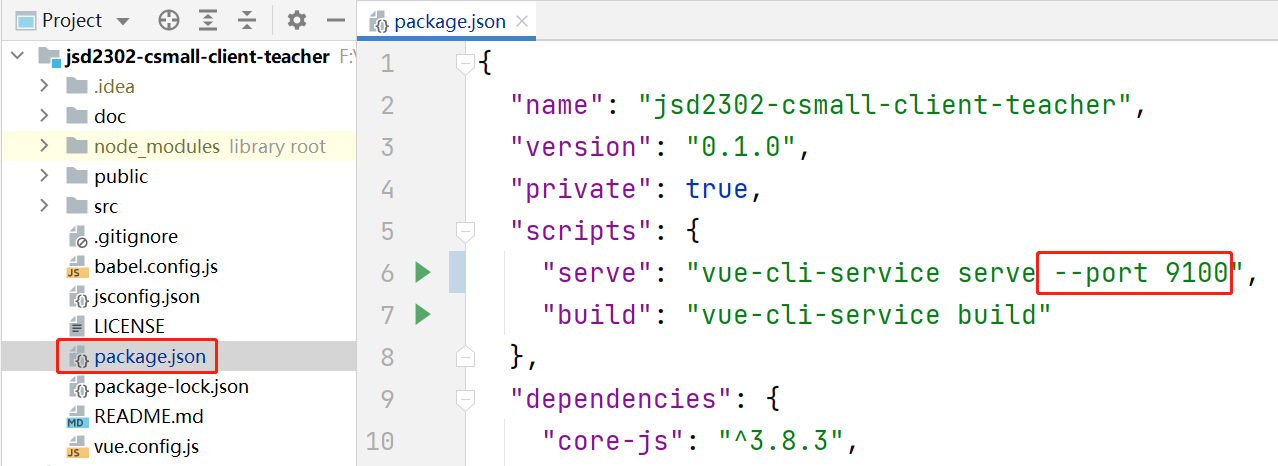 Project
jsd2302-csmall-client-teacher F:\
.idea
doc
node_modules library root
public
src
.gitignore
babel.config.js
jsconfig.json
LICENSE
package.json
package-lock.json
README.md
vue.config.js
package.json
1 {
2 "name": "jsd2302-csmall-client-teacher",
3 "version": "0.1.0",
4 "private": true,
5 "scripts": {
6 "serve": "vue-cli-service serve --port 9100",
7 "build": "vue-cli-service build"
8 },
9 "dependencies": {
10 "core-js": "^3.8.3",